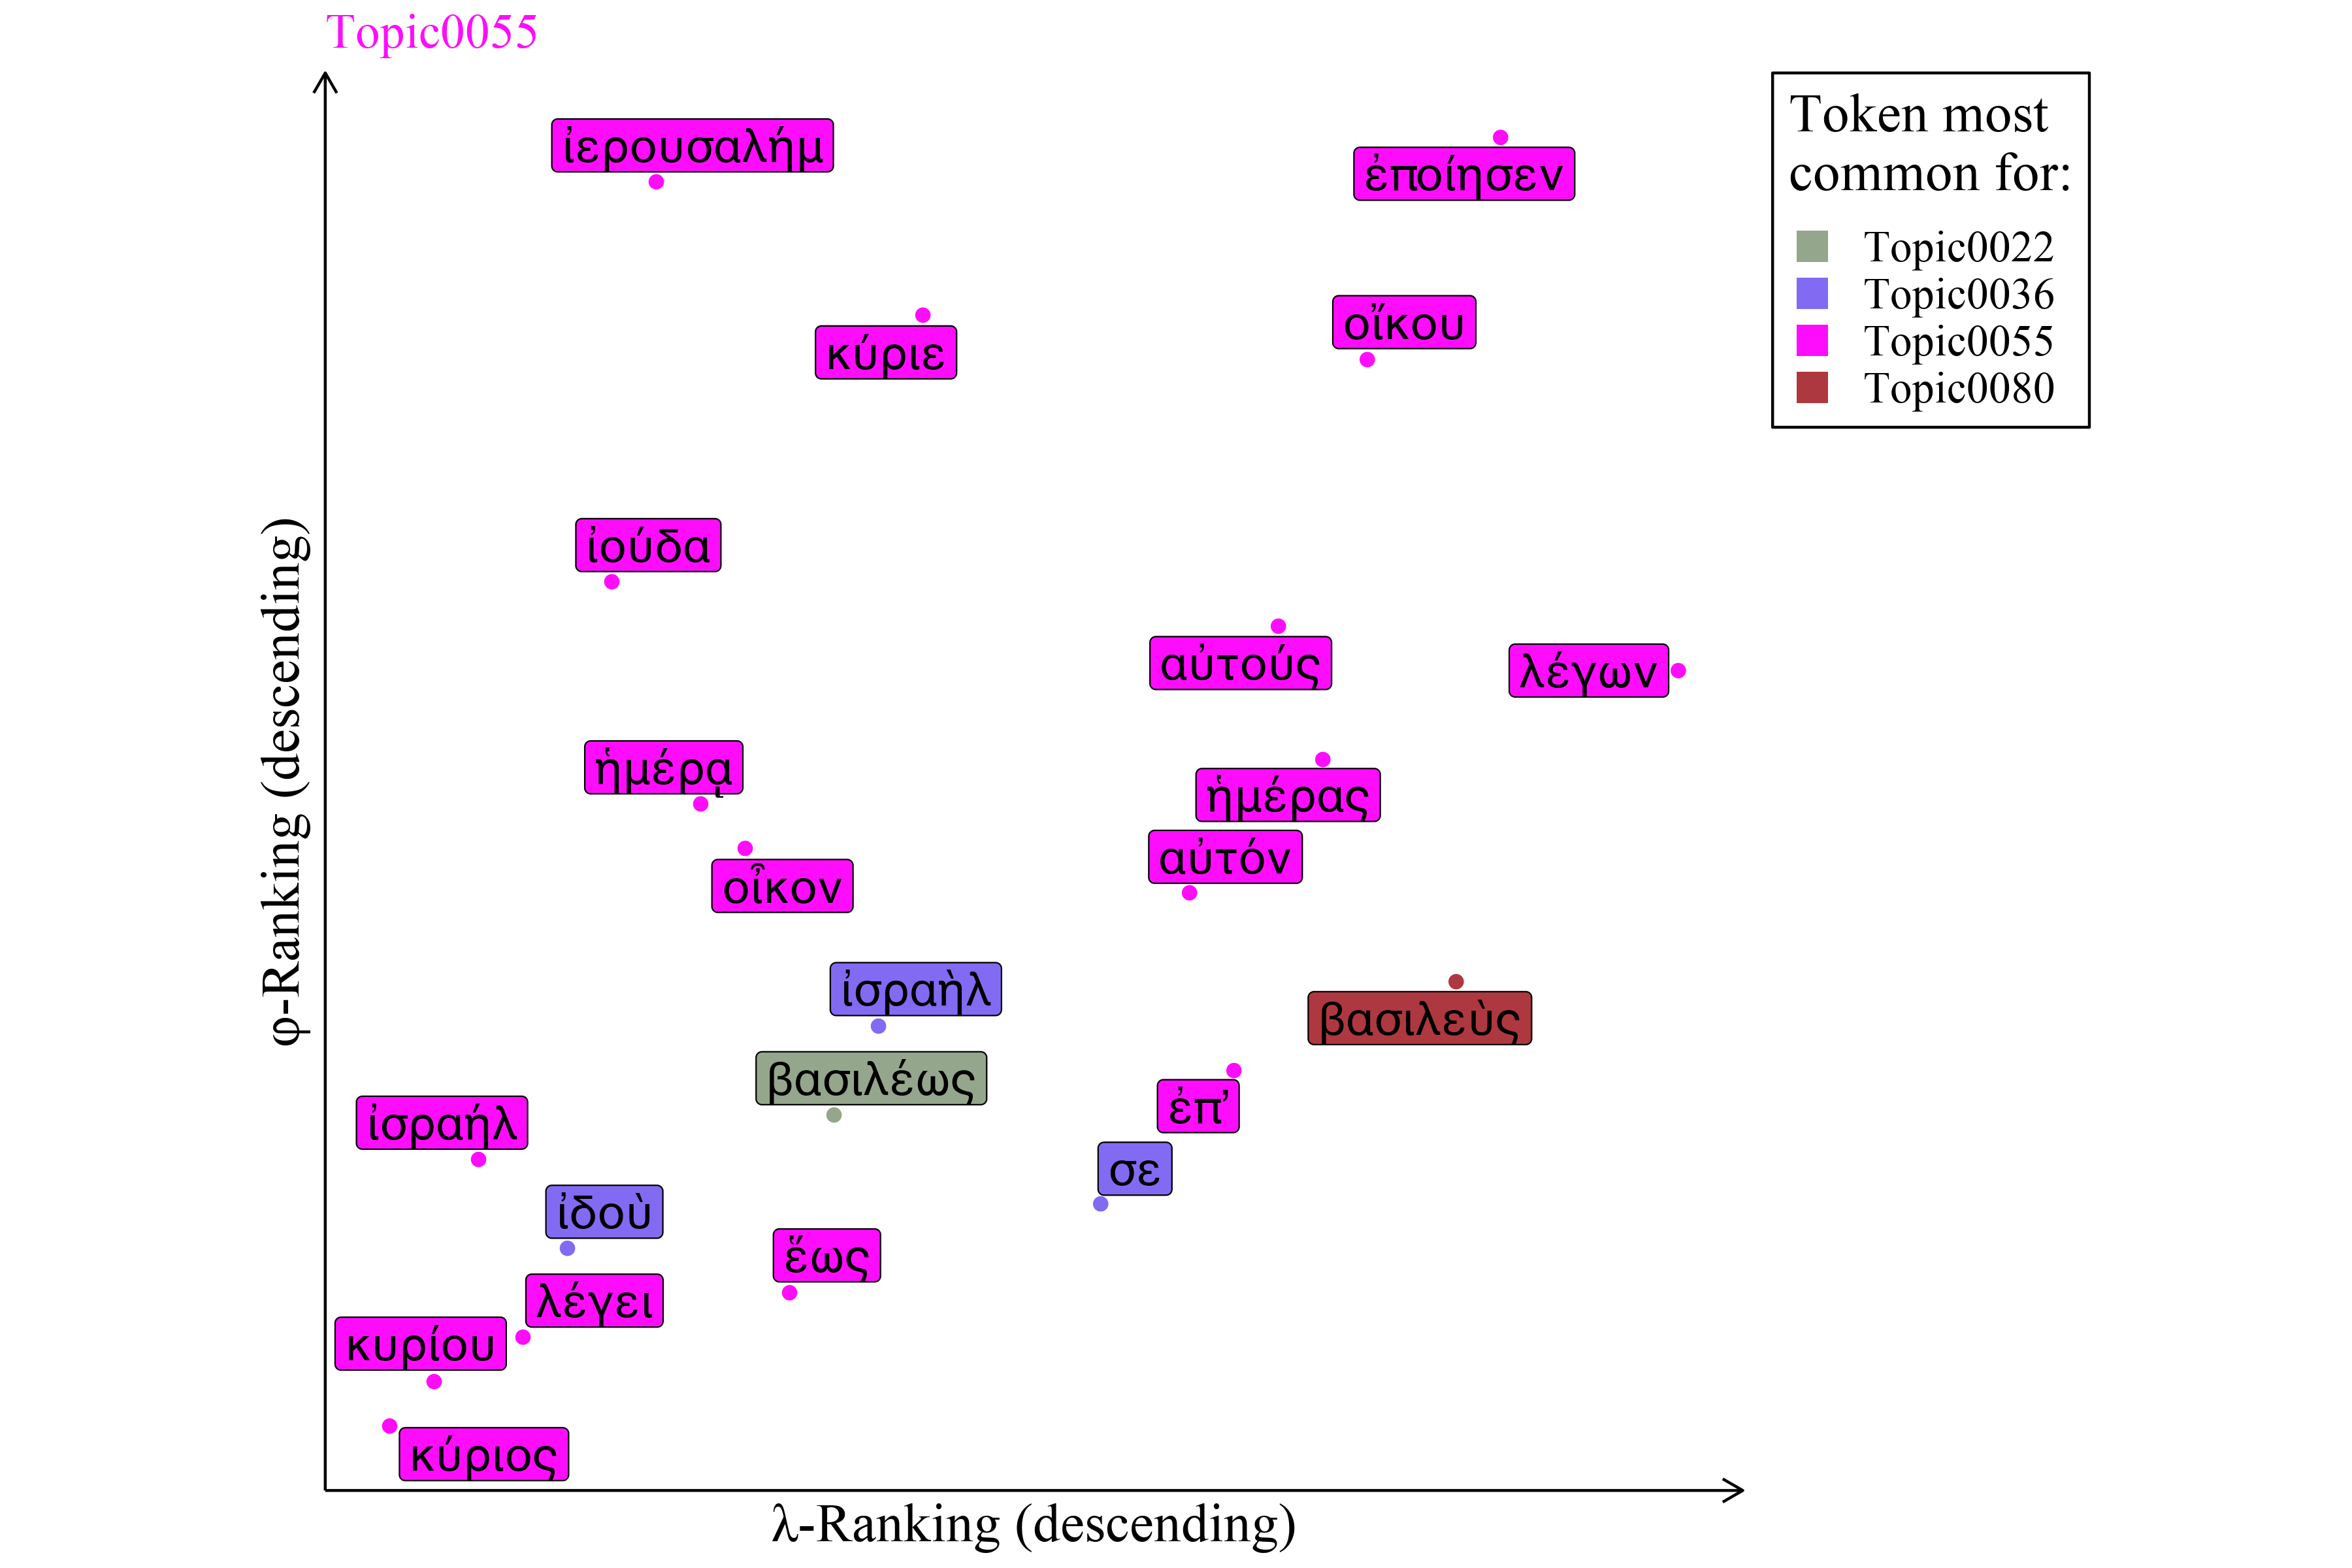 Topic0055
ἰερουσαλήμ
ἐποίησεν
κύριε
οἴκου
ἰούδα
αὐτούς
λέγων
ἡμέρᾳ
ἡμέρας
οἶκον
αὐτόν
ἰσραὴλ
βασιλεὺς
βασιλέως
ἐπ’
ἰσραήλ
σε
ἰδοὺ
ἕως
λέγει
κυρίου
κύριος
φ-Ranking (descending)
λ-Ranking (descending)
Token most
common for:
Topic0022
Topic0036
Topic0055
Topic0080